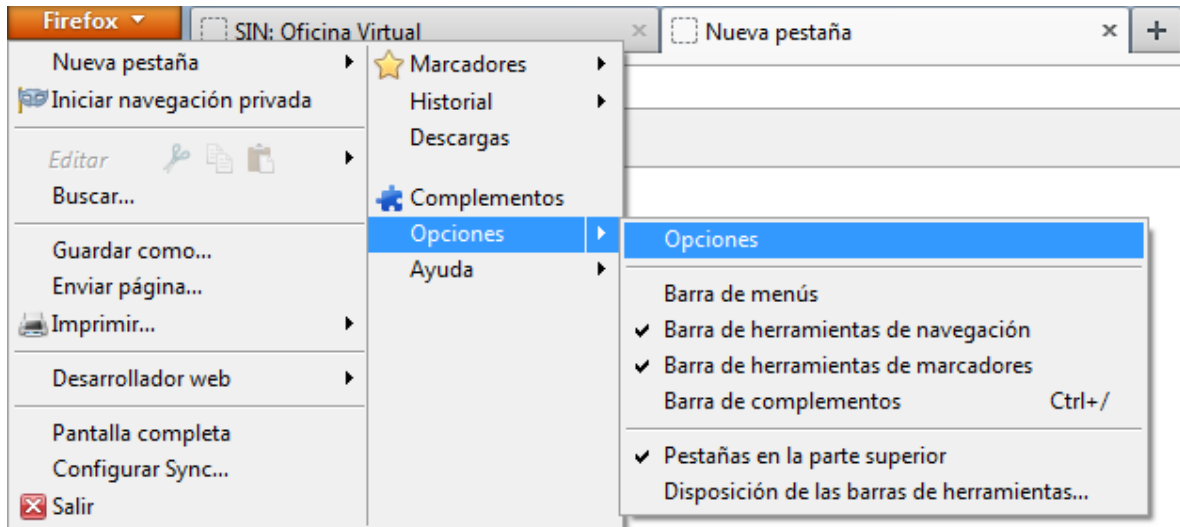 Firefox
SIN: Oficina Virtual
Nueva pestaña
Nueva pestaña
Iniciar navegación privada
Editar
Buscar...
Guardar como...
Enviar página...
Imprimir...
Desarrollador web
Pantalla completa
Configurar Sync...
Salir
Marcadores
Historial
Descargas
Complementos
Opciones
Ayuda
Opciones
Barra de menús
Barra de herramientas de navegación
Barra de herramientas de marcadores
Barra de complementos Ctrl+/
Pestañas en la parte superior
Disposición de las barras de herramientas...